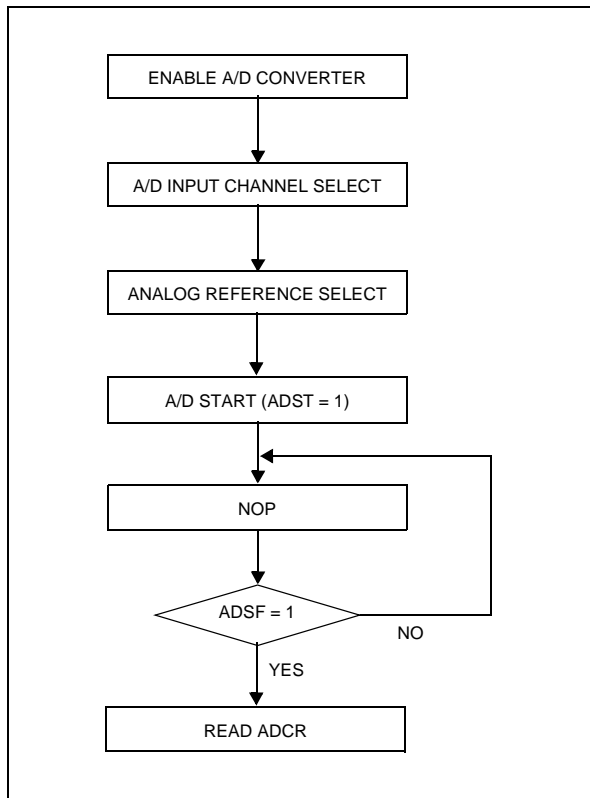 ENABLE A/D CONVERTER
A/D INPUT CHANNEL SELECT
ANALOG REFERENCE SELECT
A/D START (ADST = 1)
NOP
ADSF = 1
NO
YES
READ ADCR